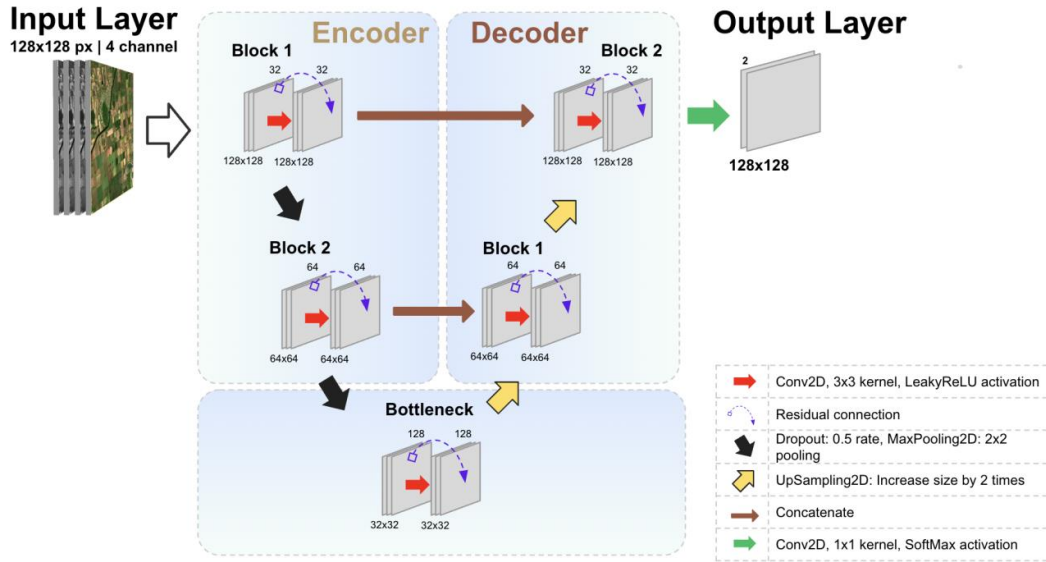 Input Layer
128x128 px | 4 channel
Encoder
Decoder
Output Layer
Block 1
32
32
128x128
128x128
Block 2
32
32
128x128
128x128
2
128x128
Block 2
64
64
64x64
64x64
Block 1
64
64
64x64
64x64
Bottleneck
128
128
32x32
32x32
Conv2D, 3x3 kernel, LeakyReLU activation
Residual connection
Dropout: 0.5 rate, MaxPooling2D: 2x2
pooling
UpSampling2D: Increase size by 2 times
Concatenate
Conv2D, 1x1 kernel, SoftMax activation